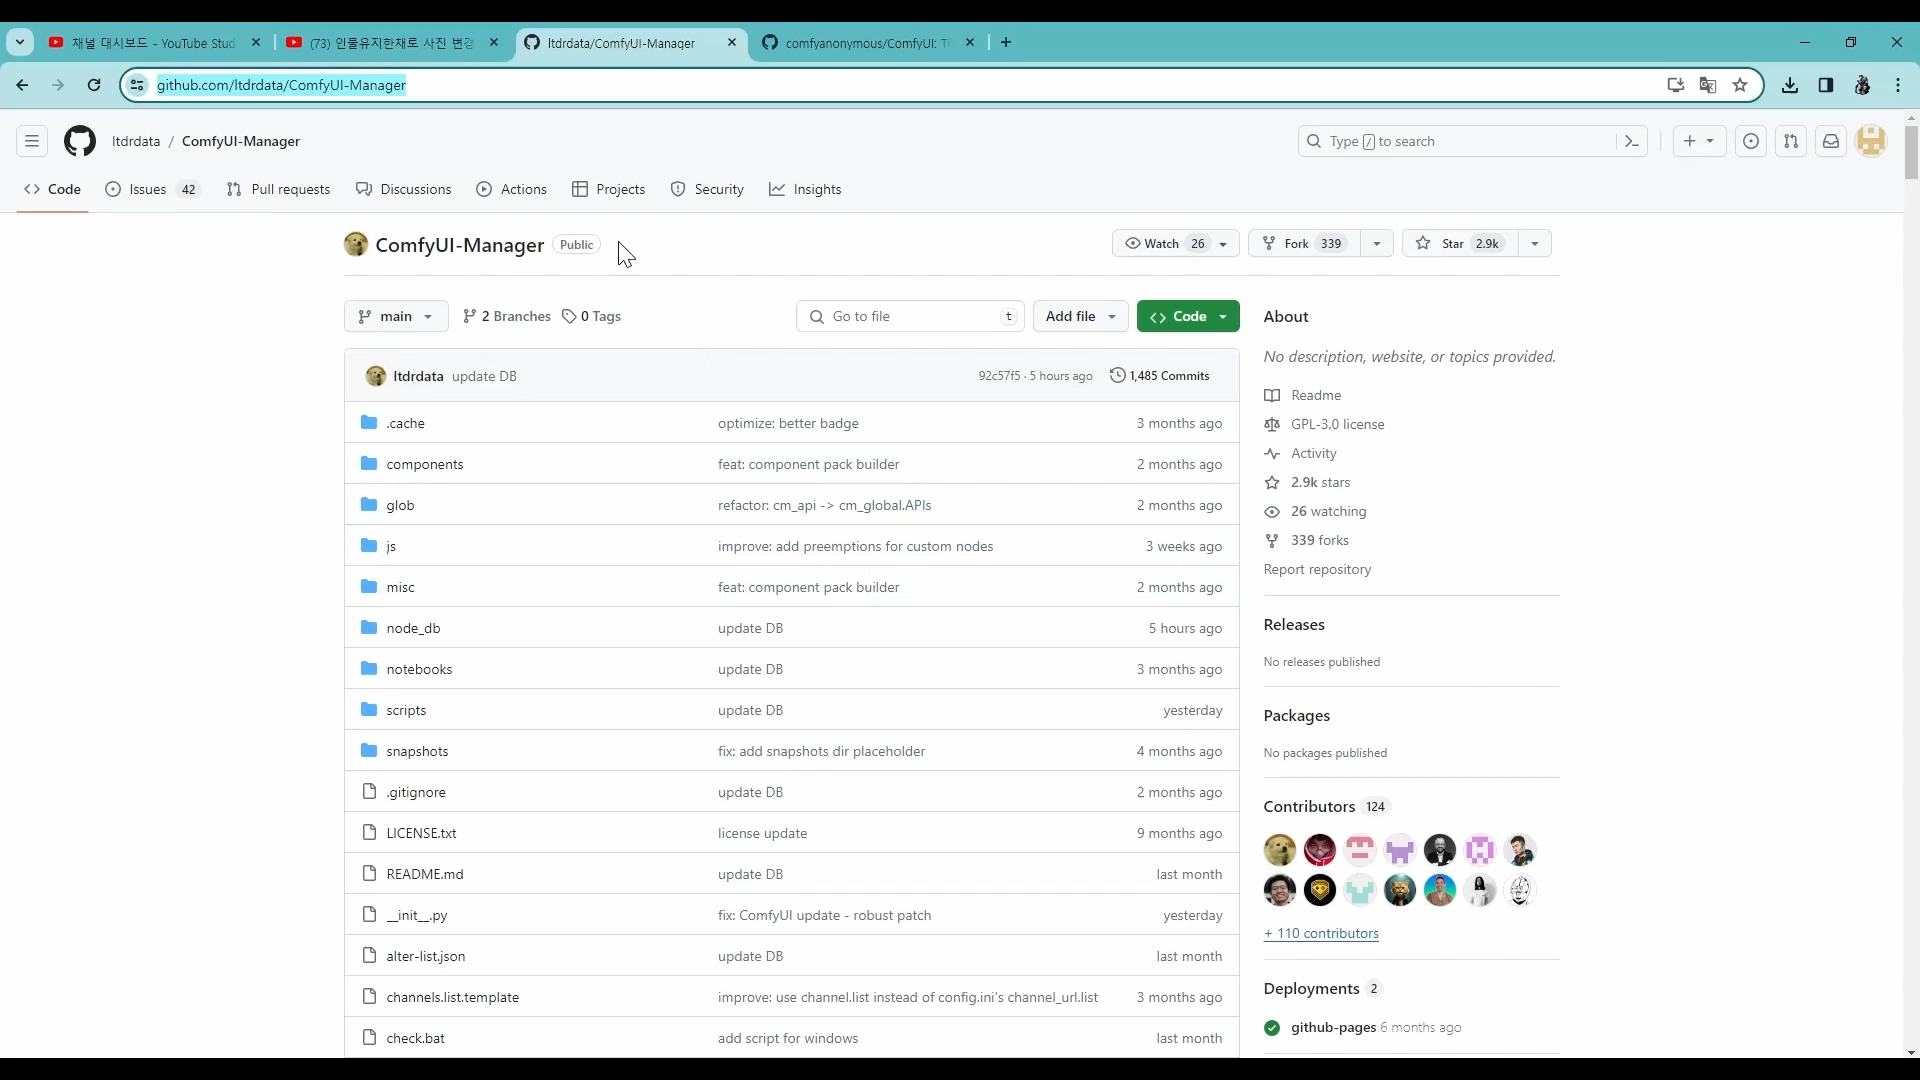 채널 대시보드 - YouTube Stud
(73) 인물유지한채로 사진 변경
ltdrdata/ComfyUI-Manager
comfyanonymous/ComfyUI: Th
github.com/ltdrdata/ComfyUI-Manager
ltdrdata / ComfyUI-Manager
Type / to search
Code
Issues 42
Pull requests
Discussions
Actions
Projects
Security
Insights
ComfyUI-Manager Public
Watch 26
Fork 339
Star 2.9k
main
2 Branches
0 Tags
Go to file t
Add file
Code
ltdrdata update DB 92c57f5 · 5 hours ago 1,485 Commits
.cache optimize: better badge 3 months ago
components feat: component pack builder 2 months ago
glob refactor: cm_api -> cm_global.APIs 2 months ago
js improve: add preemptions for custom nodes 3 weeks ago
misc feat: component pack builder 2 months ago
node_db update DB 5 hours ago
notebooks update DB 3 months ago
scripts update DB yesterday
snapshots fix: add snapshots dir placeholder 4 months ago
.gitignore update DB 2 months ago
LICENSE.txt license update 9 months ago
README.md update DB last month
__init__.py fix: ComfyUI update - robust patch yesterday
alter-list.json update DB last month
channels.list.template improve: use channel.list instead of config.ini's channel_url.list 3 months ago
check.bat add script for windows last month
About
No description, website, or topics provided.
Readme
GPL-3.0 license
Activity
2.9k stars
26 watching
339 forks
Report repository
Releases
No releases published
Packages
No packages published
Contributors 124
+ 110 contributors
Deployments 2
github-pages 6 months ago